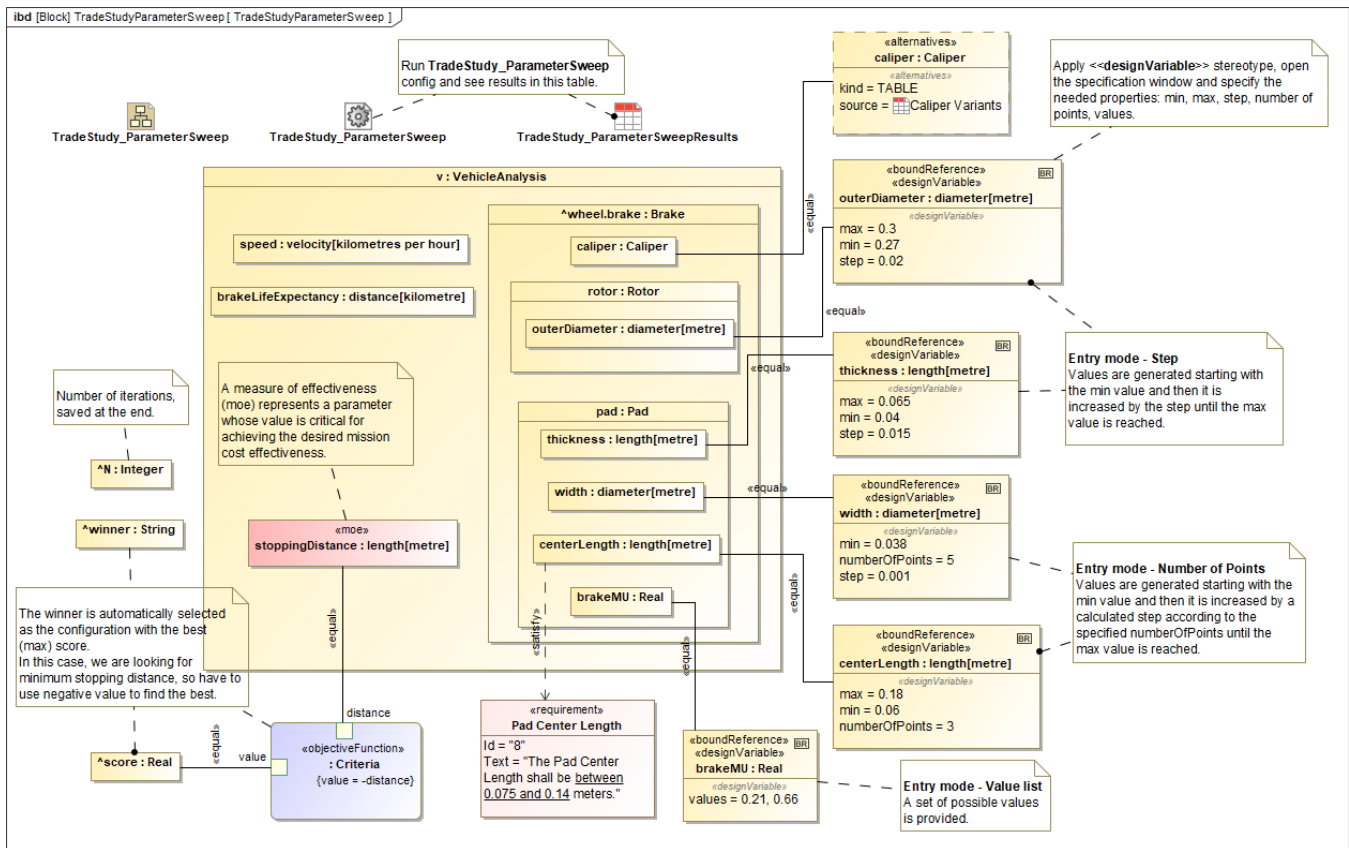 ibd [Block] TradeStudyParameterSweep [ TradeStudyParameterSweep ]
Run TradeStudy_ParameterSweep
config and see results in this table.
TradeStudy_ParameterSweep
TradeStudy_ParameterSweep
TradeStudy_ParameterSweepResults
«alternatives»
caliper : Caliper
«alternatives»
kind = TABLE
source = Caliper Variants
Apply <<designVariable>> stereotype, open
the specification window and specify the
needed properties: min, max, step, number of
points, values.
v : VehicleAnalysis
speed : velocity[kilometres per hour]
brakeLifeExpectancy : distance[kilometre]
^wheel.brake : Brake
caliper : Caliper
rotor : Rotor
outerDiameter : diameter[metre]
pad : Pad
thickness : length[metre]
width : diameter[metre]
centerLength : length[metre]
brakeMU : Real
«equal»
«boundReference»
BR
«designVariable»
outerDiameter : diameter[metre]
«designVariable»
max = 0.3
min = 0.27
step = 0.02
«equal»
«boundReference»
BR
«designVariable»
thickness : length[metre]
«designVariable»
max = 0.065
min = 0.04
step = 0.015
«equal»
Entry mode - Step
Values are generated starting with
the min value and then it is
increased by the step until the max
value is reached.
Number of iterations,
saved at the end.
^N : Integer
A measure of effectiveness
(moe) represents a parameter
whose value is critical for
achieving the desired mission
cost effectiveness.
«moe»
stoppingDistance : length[metre]
^winner : String
The winner is automatically selected
as the configuration with the best
(max) score.
In this case, we are looking for
minimum stopping distance, so have to
use negative value to find the best.
«equal»
«boundReference»
BR
«designVariable»
width : diameter[metre]
«designVariable»
min = 0.038
numberOfPoints = 5
step = 0.001
Entry mode - Number of Points
Values are generated starting with the
min value and then it is increased by a
calculated step according to the
specified numberOfPoints until the
max value is reached.
«equal»
«boundReference»
BR
«designVariable»
centerLength : length[metre]
«designVariable»
max = 0.18
min = 0.06
numberOfPoints = 3
«equal»
«satisfy»
«equal»
distance
^score : Real
«equal»
value
«objectiveFunction»
: Criteria
{value = -distance}
«requirement»
Pad Center Length
Id = "8"
Text = "The Pad Center
Length shall be between
0.075 and 0.14 meters."
«boundReference»
BR
«designVariable»
brakeMU : Real
«designVariable»
values = 0.21, 0.66
Entry mode - Value list
A set of possible values
is provided.